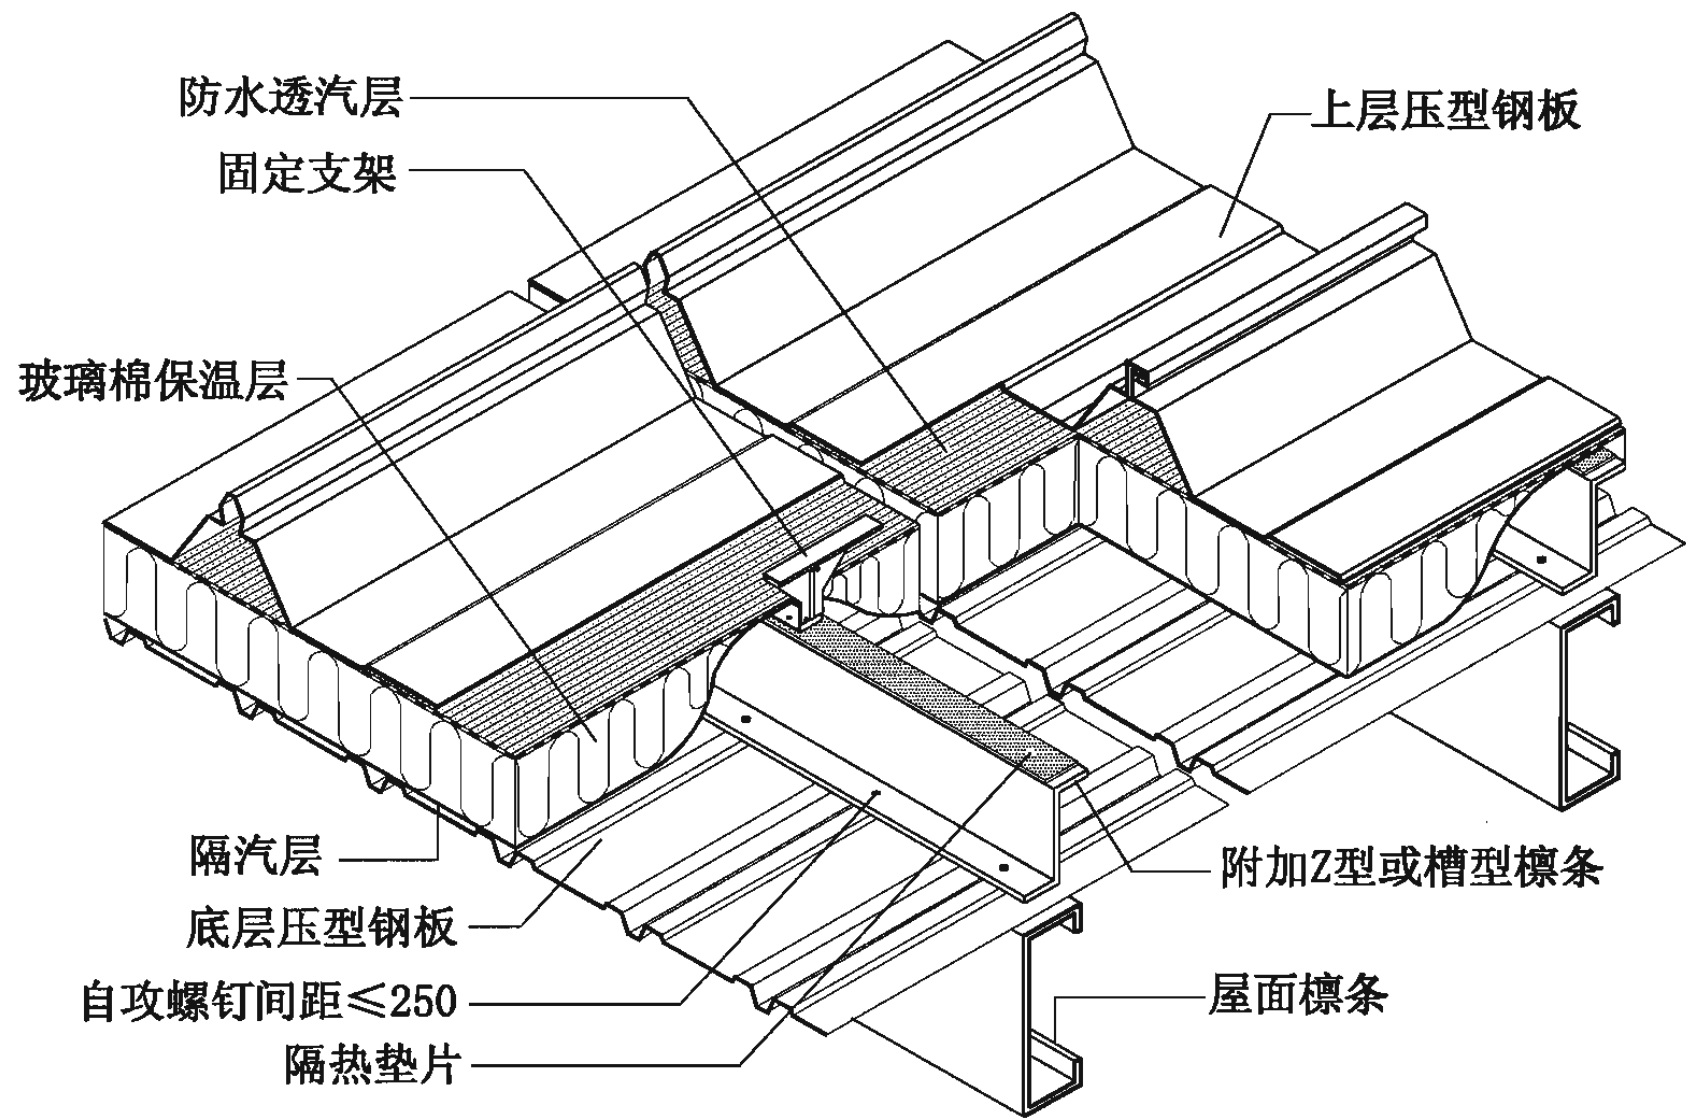 防水透汽层
上层压型钢板
固定支架
玻璃棉保温层
隔汽层
附加Z型或槽型檩条
底层压型钢板
自攻螺钉间距≤250
屋面檩条
隔热垫片